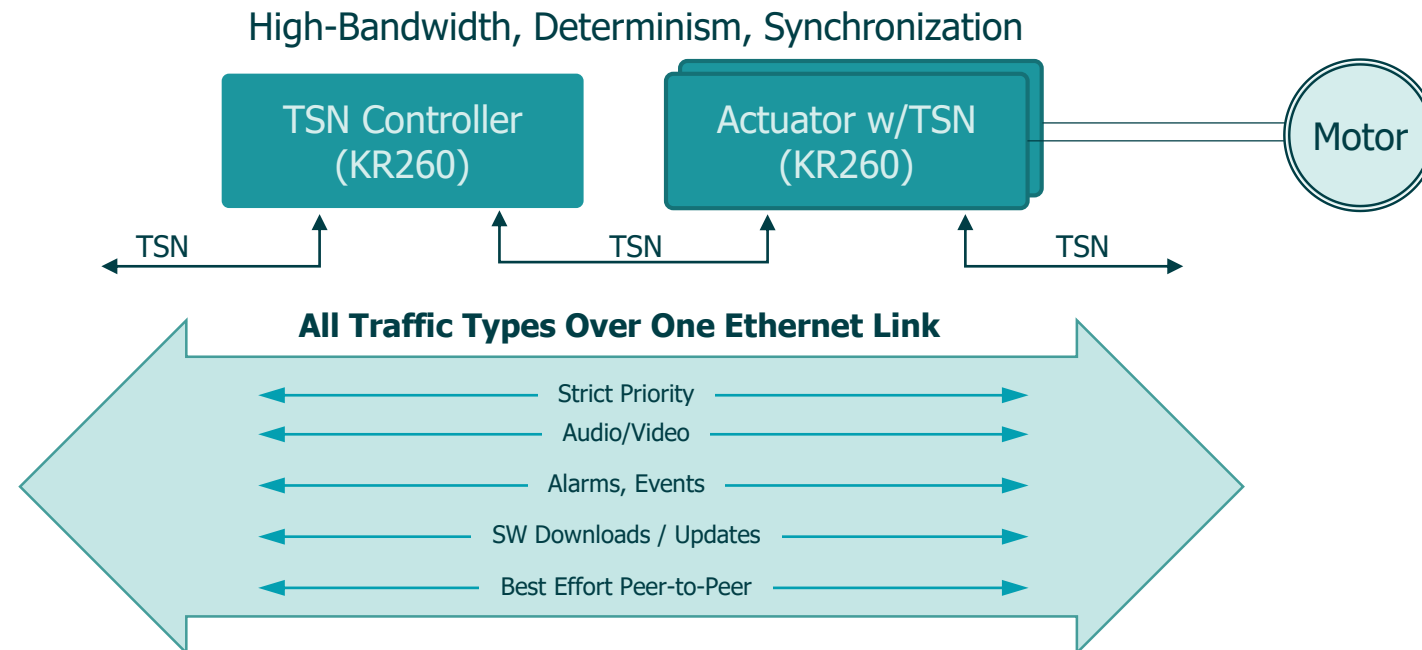 High-Bandwidth, Determinism, Synchronization
TSN Controller
(KR260)
Actuator w/TSN
(KR260)
Motor
TSN
TSN
TSN
All Traffic Types Over One Ethernet Link
Strict Priority
Audio/Video
Alarms, Events
SW Downloads / Updates
Best Effort Peer-to-Peer